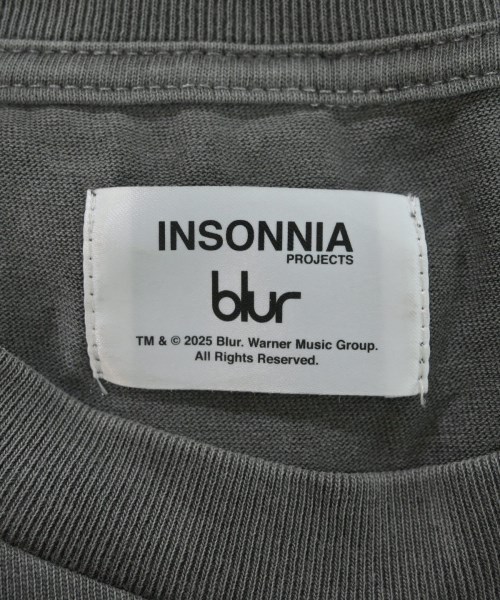 INSONNIA
PROJECTS
blur
TM & © 2025 Blur. Warner Music Group.
All Rights Reserved.